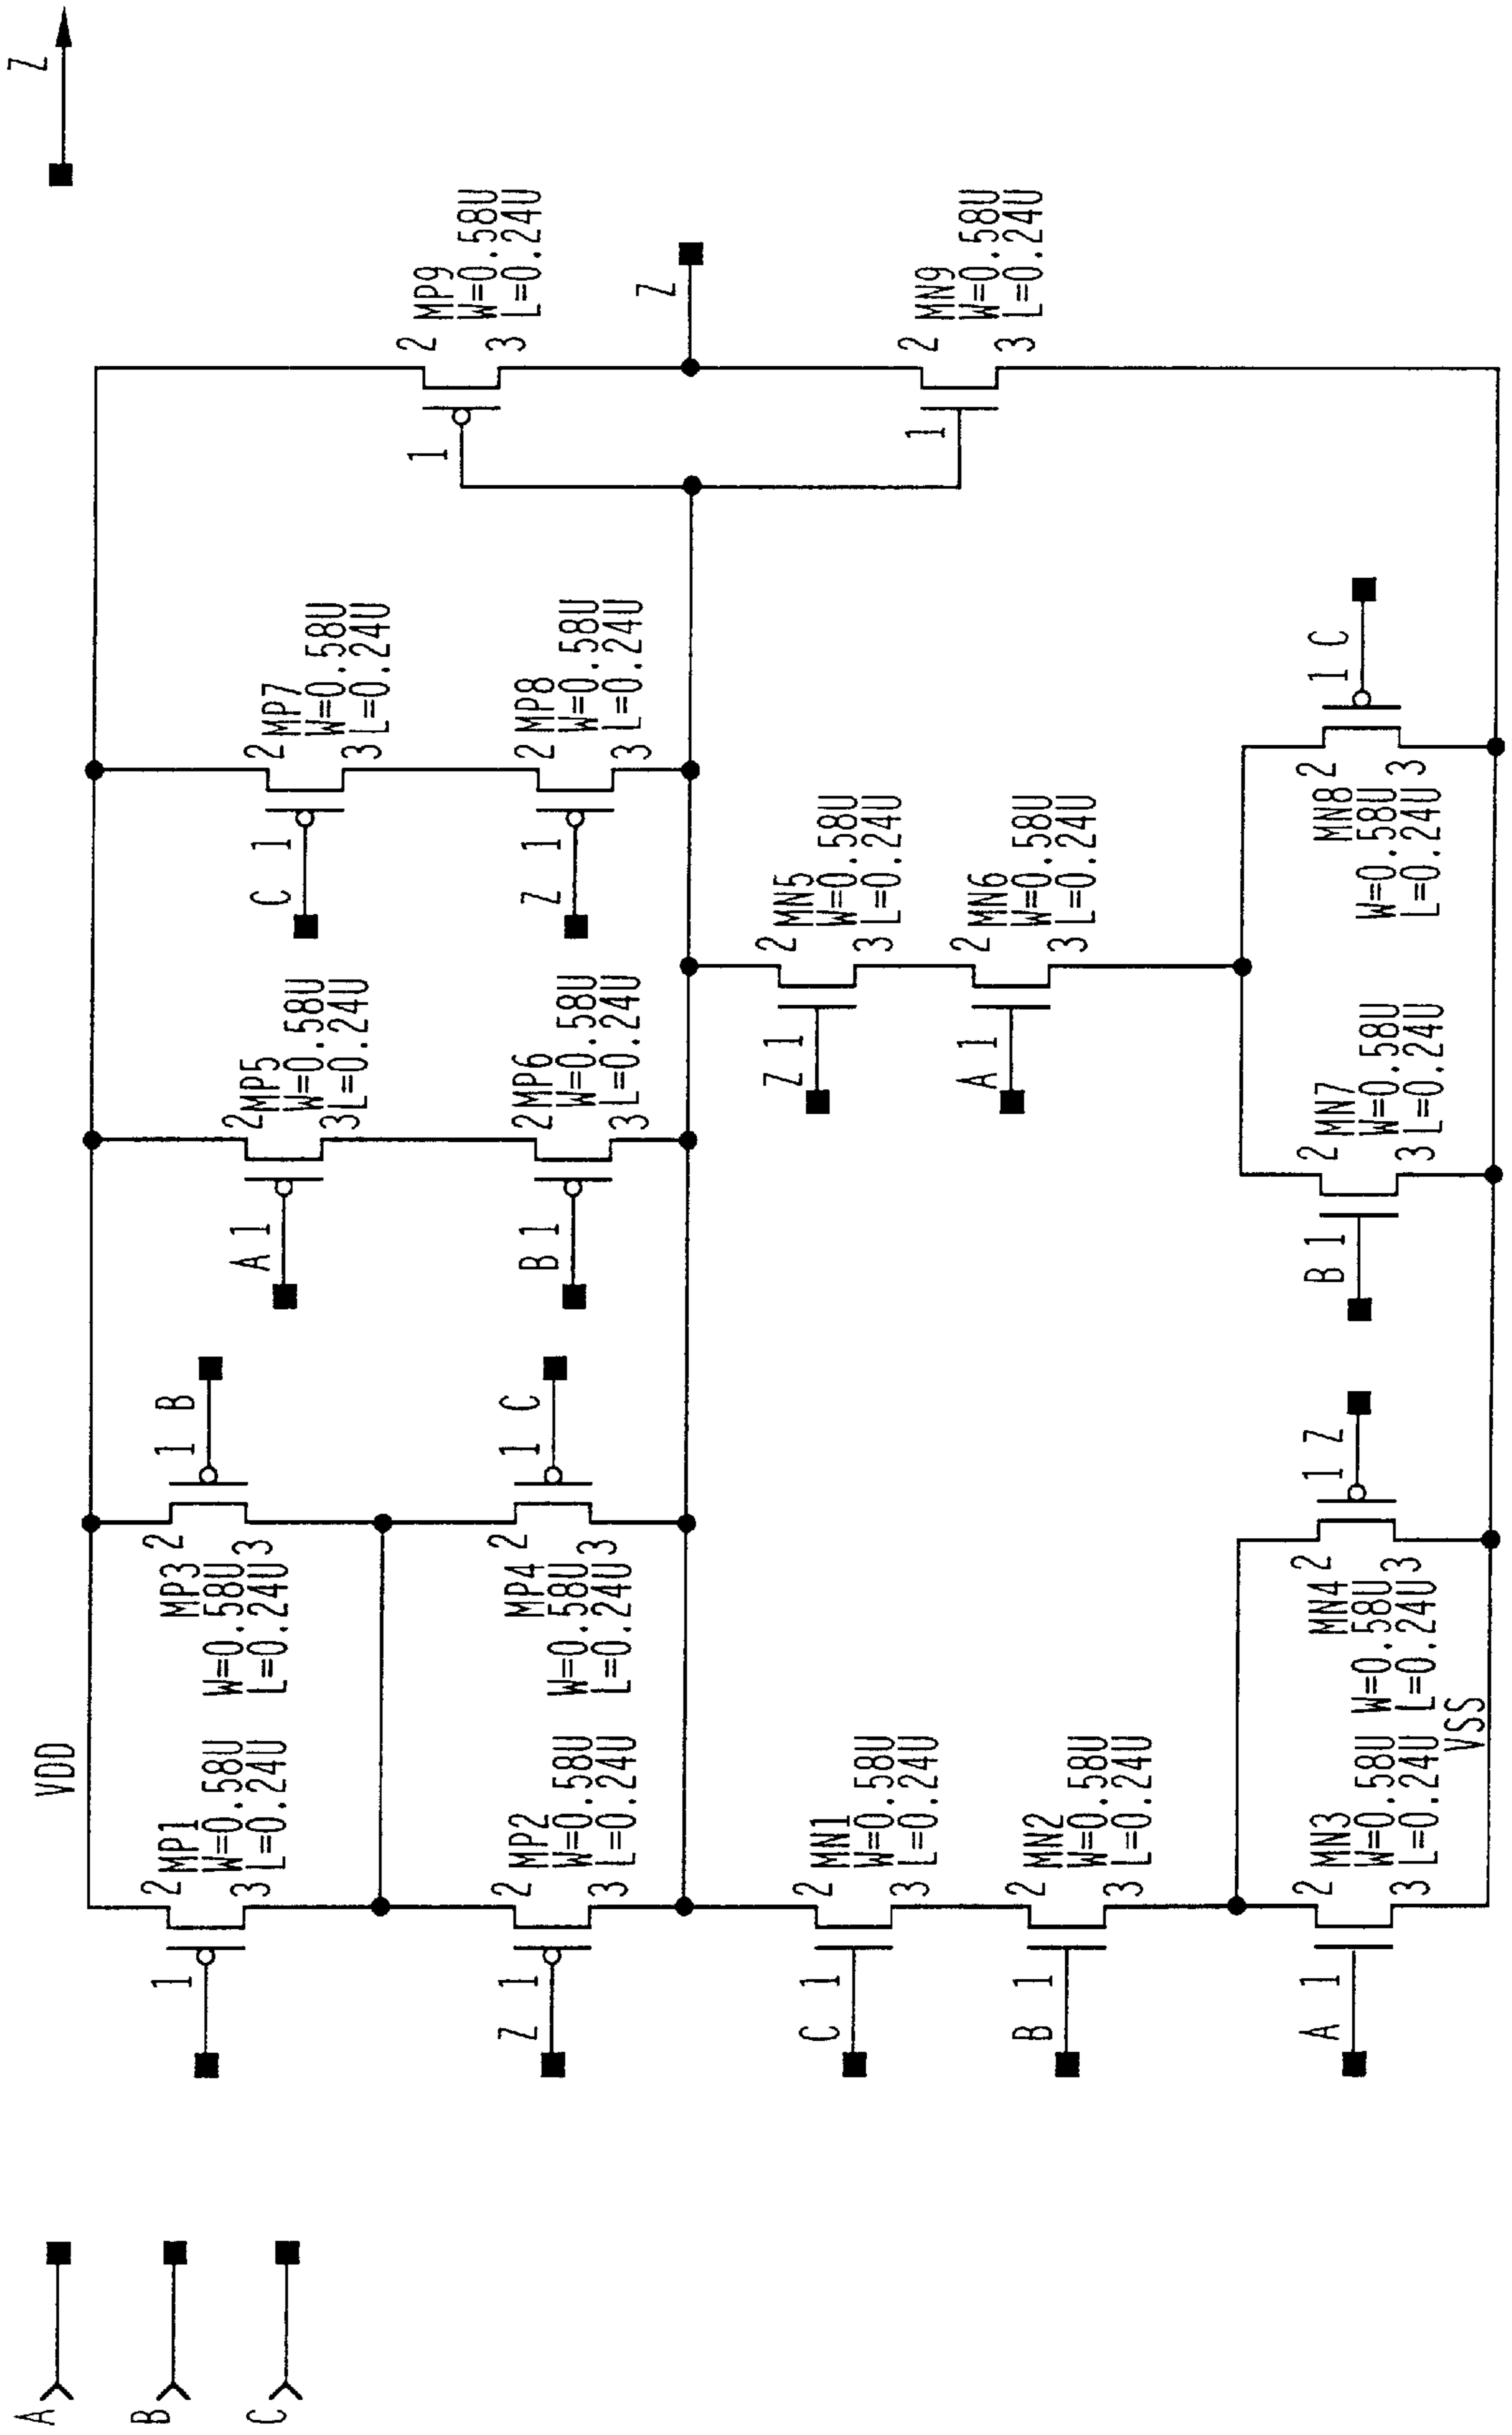 A
B
C
Z
VDD
VSS
1
2
3
MP1
W=0.58U
L=0.24U
Z
1
2
3
MP2
W=0.58U
L=0.24U
C
1
2
3
MN1
W=0.58U
L=0.24U
B
1
2
3
MN2
W=0.58U
L=0.24U
A
1
2
3
MN3
W=0.58U
L=0.24U
1 B
2
3
MP3
W=0.58U
L=0.24U
1 C
2
3
MP4
W=0.58U
L=0.24U
1 Z
2
3
MN4
W=0.58U
L=0.24U
A 1
2
3
MP5
W=0.58U
L=0.24U
B 1
2
3
MP6
W=0.58U
L=0.24U
C 1
2
3
MP7
W=0.58U
L=0.24U
Z 1
2
3
MP8
W=0.58U
L=0.24U
Z 1
2
3
MN5
W=0.58U
L=0.24U
A 1
2
3
MN6
W=0.58U
L=0.24U
B 1
2
3
MN7
W=0.58U
L=0.24U
1 C
2
3
MN8
W=0.58U
L=0.24U
1
2
3
MP9
W=0.58U
L=0.24U
Z
1
2
3
MN9
W=0.58U
L=0.24U